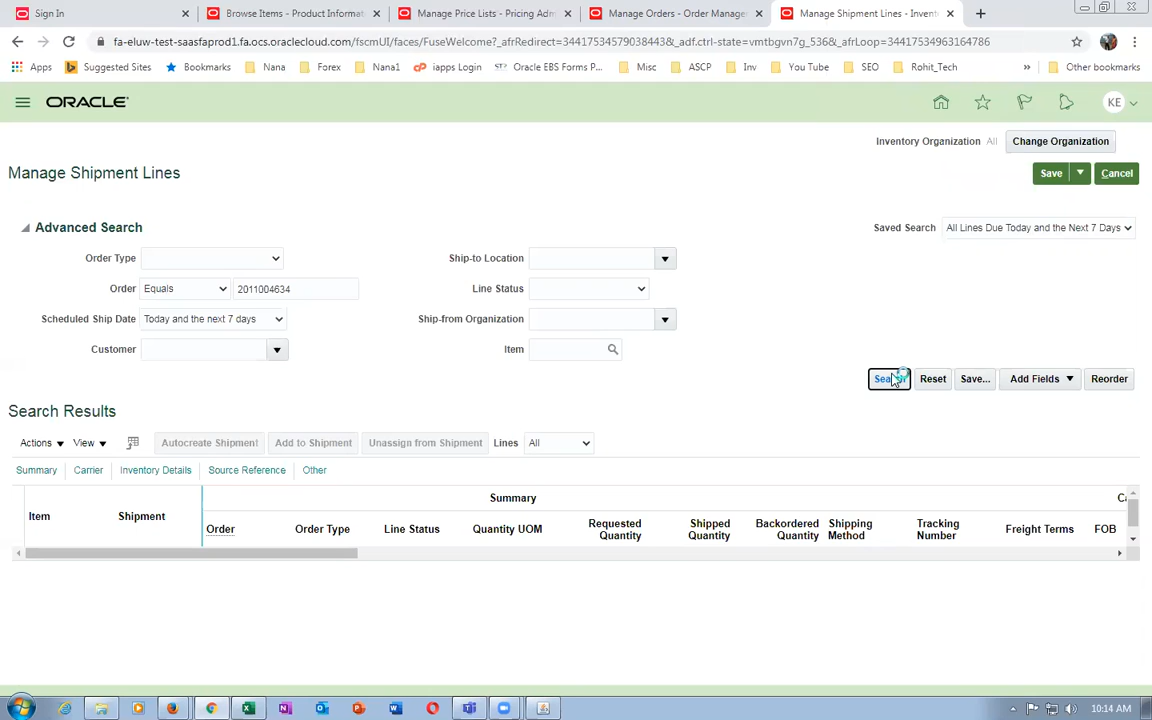 Sign In
Browse Items - Product Informat
Manage Price Lists - Pricing Adm
Manage Orders - Order Manage
Manage Shipment Lines - Invent
fa-eluw-test-saasfaprod1.fa.ocs.oraclecloud.com/fscmUI/faces/FuseWelcome?_afrRedirect=34417534579038443&_adf.ctrl-state=vmtbgvn7g_536&_afrLoop=34417534963164786
Apps Suggested Sites Bookmarks Nana Forex Nana1 iapps Login Oracle EBS Forms P... Misc ASCP Inv You Tube SEO Rohit_Tech » Other bookmarks
ORACLE KE
Inventory Organization All Change Organization
Manage Shipment Lines Save Cancel
Advanced Search Saved Search All Lines Due Today and the Next 7 Days
Order Type Ship-to Location
Order Equals 2011004634 Line Status
Scheduled Ship Date Today and the next 7 days Ship-from Organization
Customer Item
Reset Save... Add Fields Reorder
Search Results
Actions View Autocreate Shipment Add to Shipment Unassign from Shipment Lines All
Summary Carrier Inventory Details Source Reference Other
Summary
Item Shipment Order Order Type Line Status Quantity UOM Requested Quantity Shipped Quantity Backordered Quantity Shipping Method Tracking Number Freight Terms FOB
10:14 AM